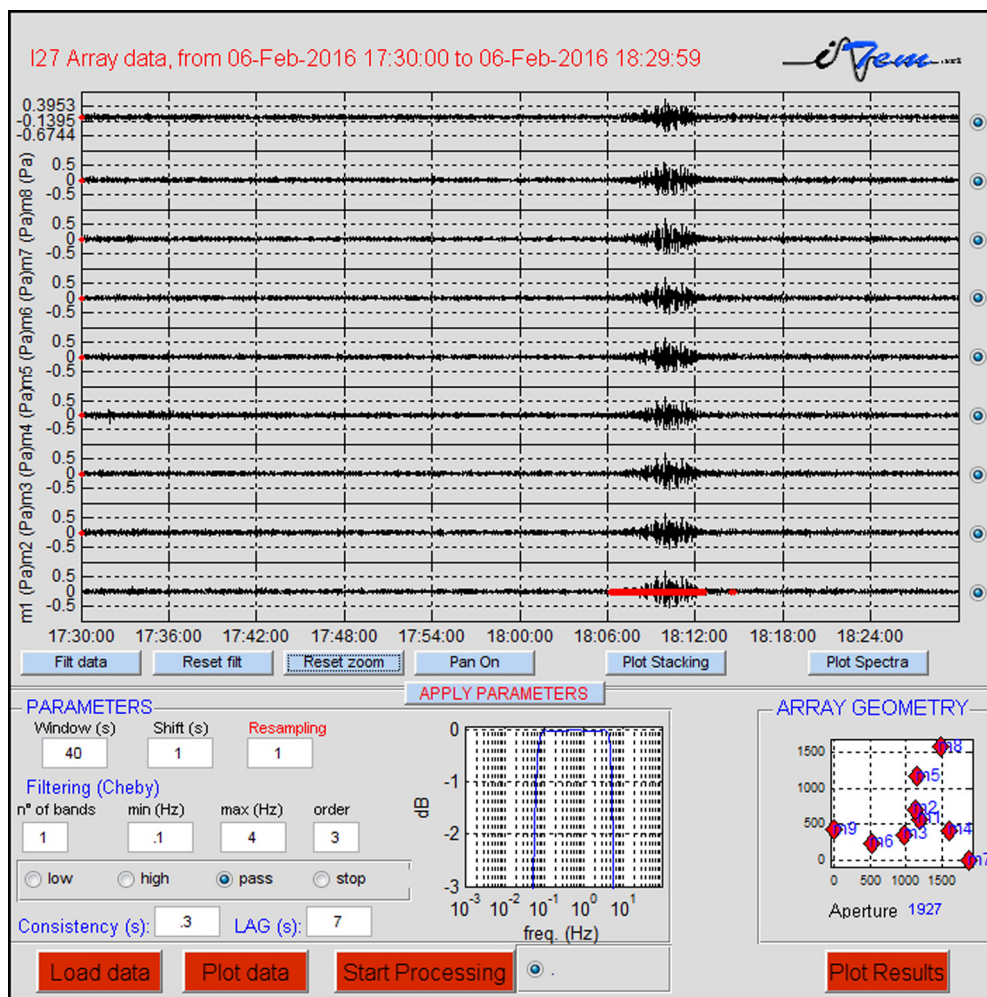 I27 Array data, from 06-Feb-2016 17:30:00 to 06-Feb-2016 18:29:59
0.3953
-0.1395
-0.6744
0.5
0
-0.5
0.5
0
-0.5
0.5
0
-0.5
0.5
0
-0.5
0.5
0
-0.5
0.5
0
-0.5
0.5
0
-0.5
0.5
0
-0.5
m1 (Pa)m2 (Pa)m3 (Pa)m4 (Pa)m5 (Pa)m6 (Pa)m7 (Pa)m8 (Pa)
17:30:00 17:36:00 17:42:00 17:48:00 17:54:00 18:00:00 18:06:00 18:12:00 18:18:00 18:24:00
Filt data Reset filt Reset zoom Pan On Plot Stacking Plot Spectra
APPLY PARAMETERS
PARAMETERS
Window (s) Shift (s) Resampling
40 1 1
Filtering (Cheby)
n° of bands min (Hz) max (Hz) order
1 .1 4 3
low high pass stop
Consistency (s): .3 LAG (s): 7
0
-1
-2
-3
dB
10-3 10-2 10-1 100 101
freq. (Hz)
ARRAY GEOMETRY
1500
1000
500
0
m8
m5
m2
m1
m9
m3
m4
m6
m7
0 500 1000 1500
Aperture 1927
Load data Plot data Start Processing . Plot Results